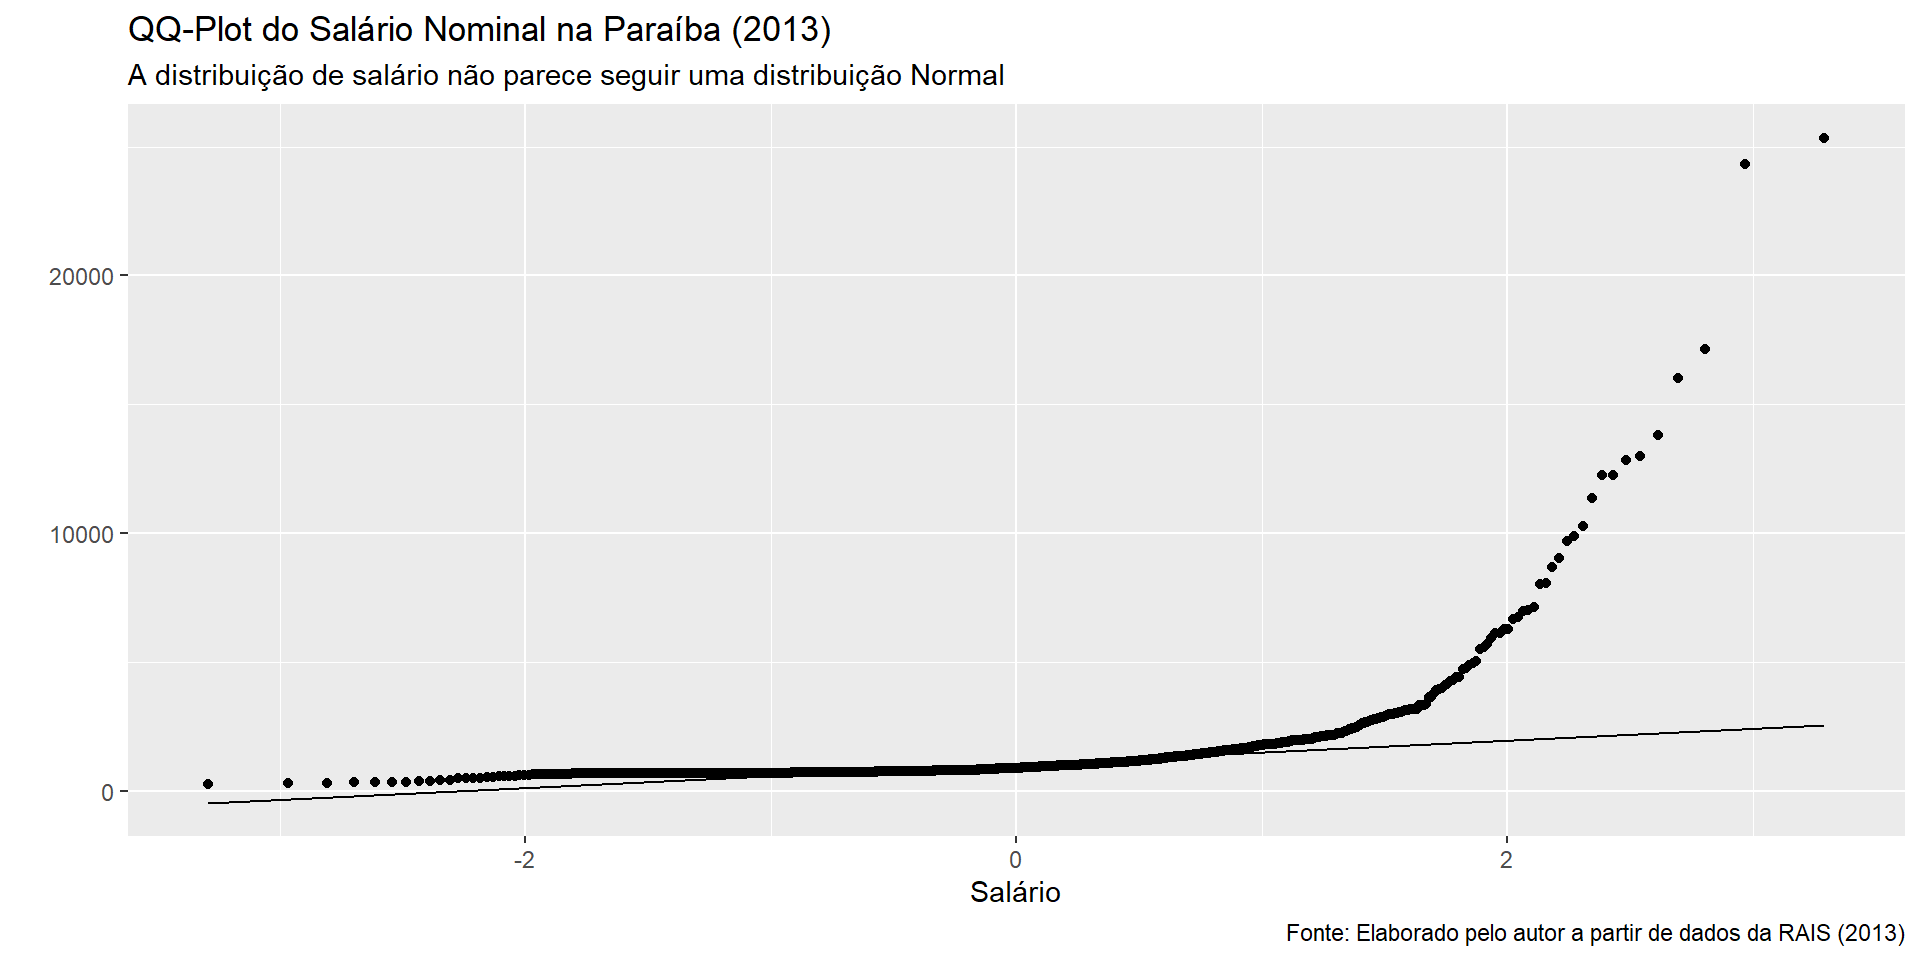 QQ-Plot do Salário Nominal na Paraíba (2013)
A distribuição de salário não parece seguir uma distribuição Normal
20000
10000
0
-2
0
2
Salário
Fonte: Elaborado pelo autor a partir de dados da RAIS (2013)